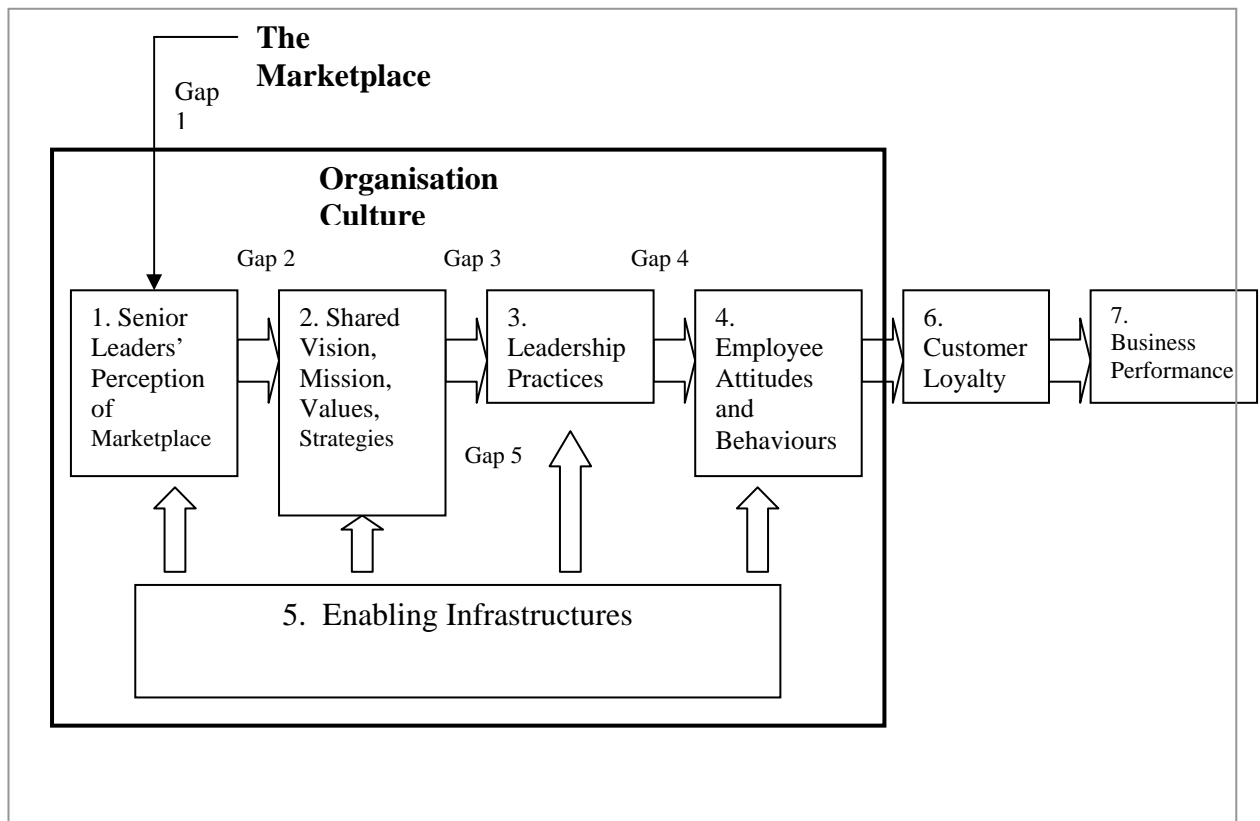 The
Marketplace
Gap
1
Organisation
Culture
Gap 2
Gap 3
Gap 4
1. Senior
Leaders’
Perception
of
Marketplace
2. Shared
Vision,
Mission,
Values,
Strategies
3.
Leadership
Practices
4.
Employee
Attitudes
and
Behaviours
6.
Customer
Loyalty
7.
Business
Performance
Gap 5
5. Enabling Infrastructures